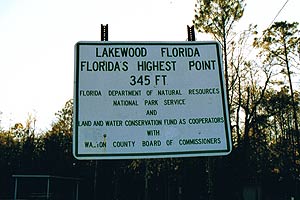 LAKEWOOD FLORIDA
FLORIDA'S HIGHEST POINT
345 FT
FLORIDA DEPARTMENT OF NATURAL RESOURCES
NATIONAL PARK SERVICE
AND
LAND AND WATER CONSERVATION FUND AS COOPERATORS
WITH
WALTON COUNTY BOARD OF COMMISSIONERS